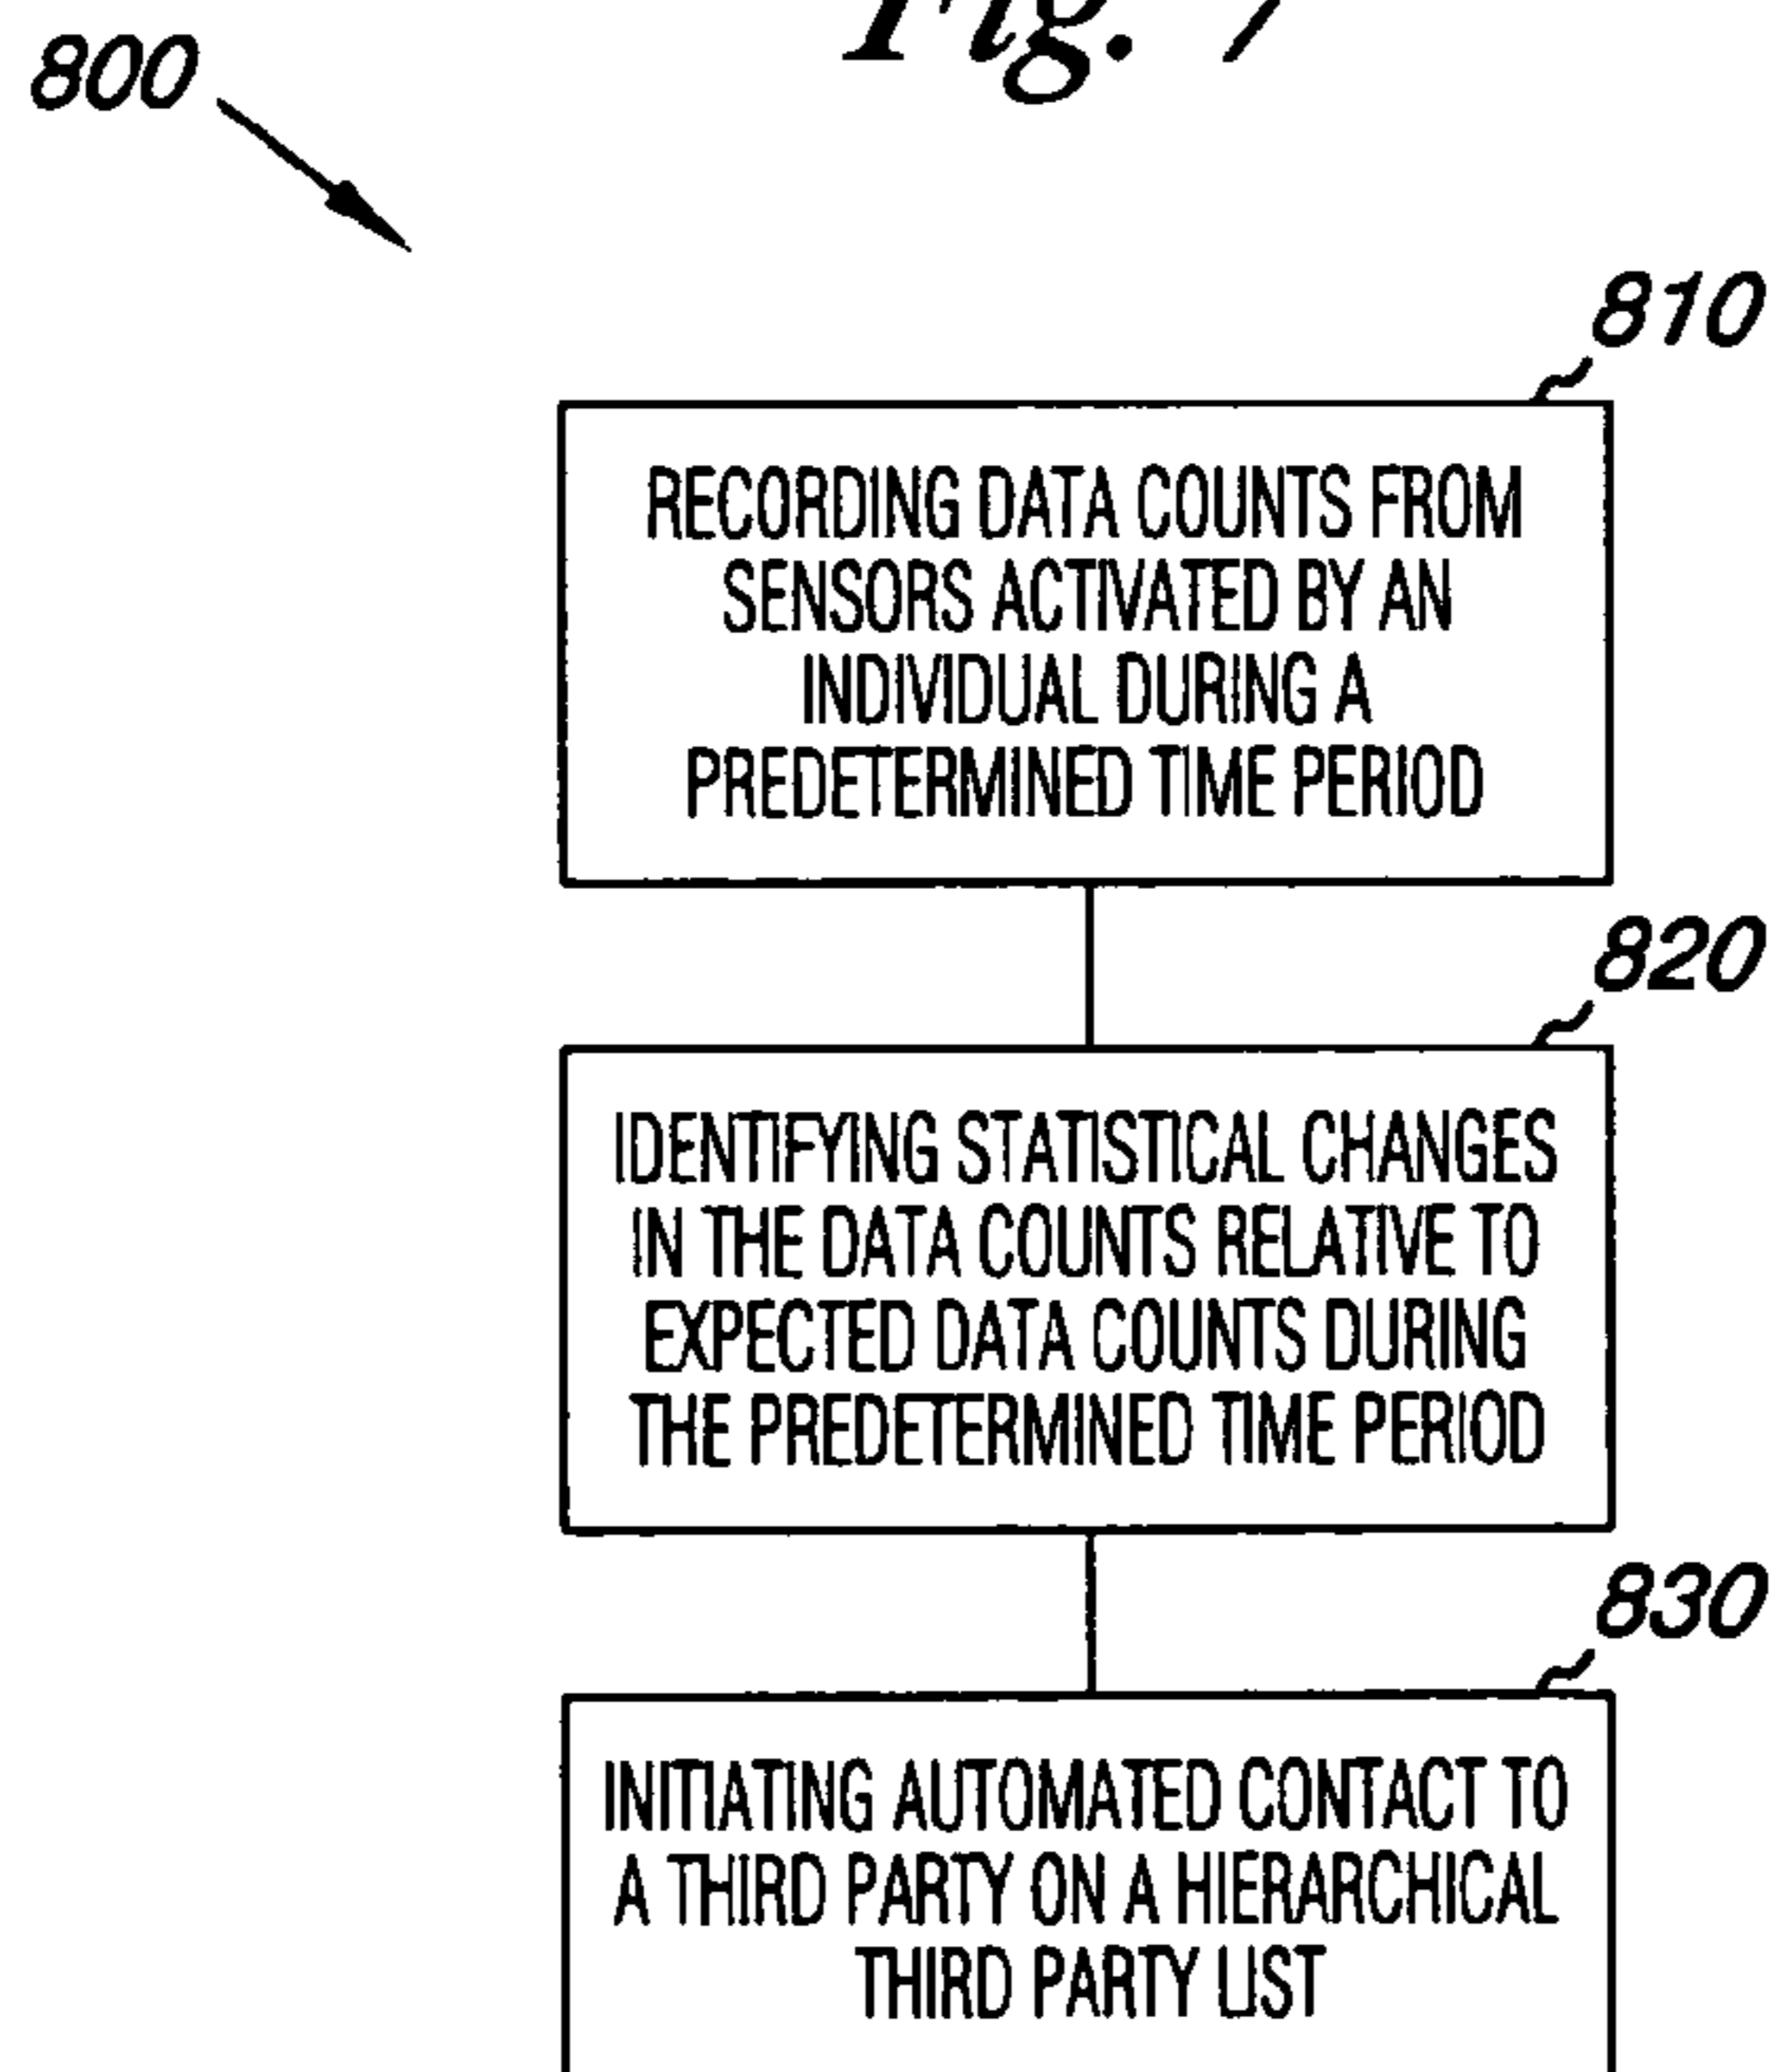 Fig. 7
800
810
RECORDING DATA COUNTS FROM
SENSORS ACTIVATED BY AN
INDIVIDUAL DURING A
PREDETERMINED TIME PERIOD
820
IDENTIFYING STATISTICAL CHANGES
IN THE DATA COUNTS RELATIVE TO
EXPECTED DATA COUNTS DURING
THE PREDETERMINED TIME PERIOD
830
INITIATING AUTOMATED CONTACT TO
A THIRD PARTY ON A HIERARCHICAL
THIRD PARTY LIST